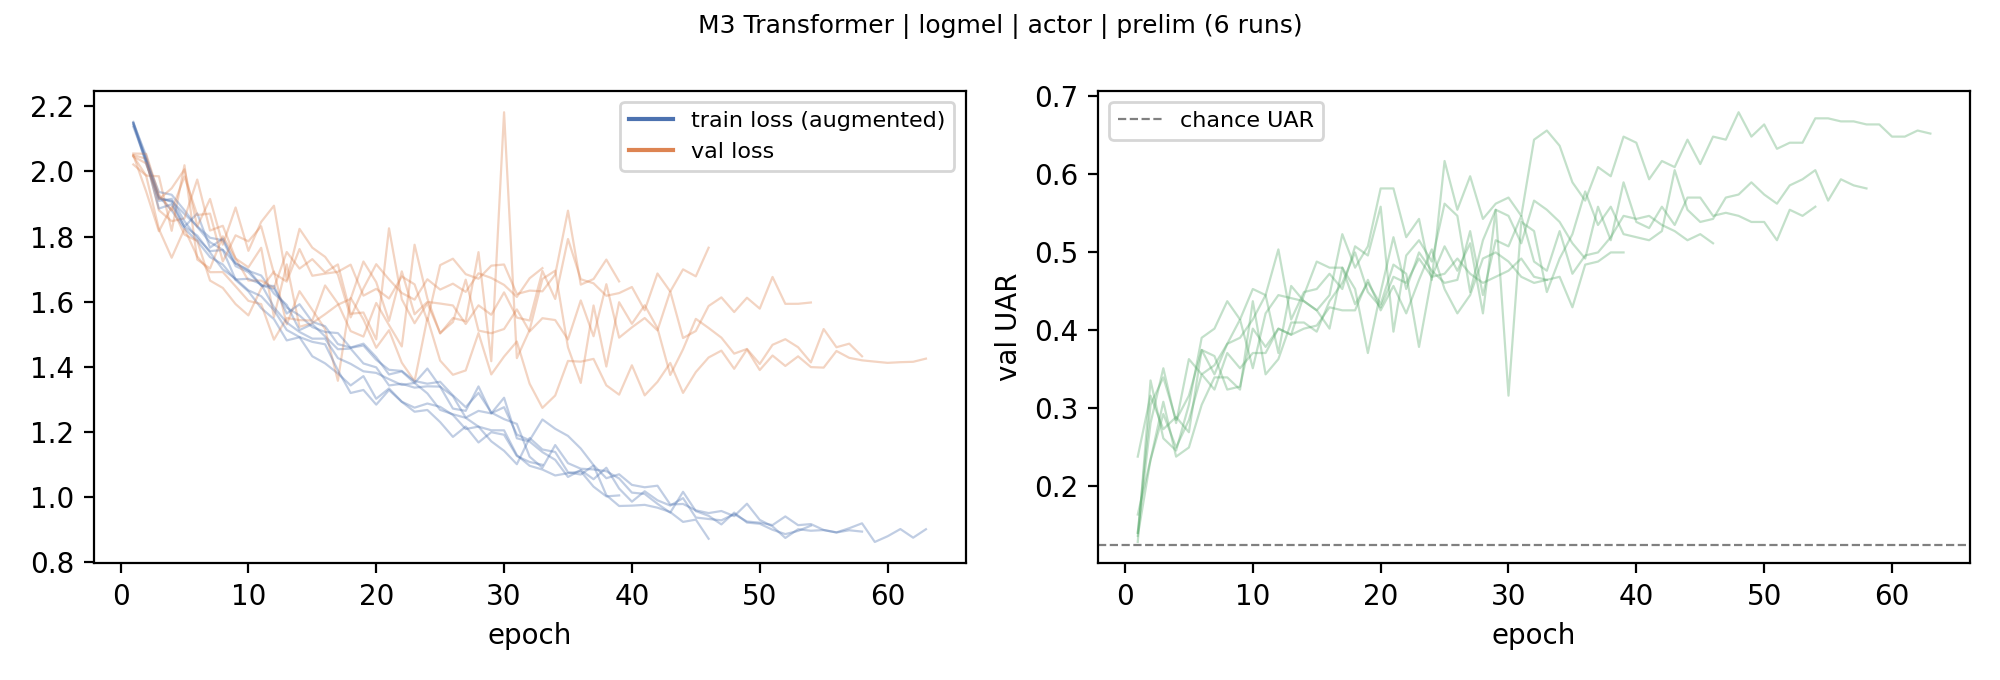 M3 Transformer | logmel | actor | prelim (6 runs)
train loss (augmented)
val loss
2.2
2.0
1.8
1.6
1.4
1.2
1.0
0.8
0 10 20 30 40 50 60
epoch
chance UAR
val UAR
0.7
0.6
0.5
0.4
0.3
0.2
0 10 20 30 40 50 60
epoch